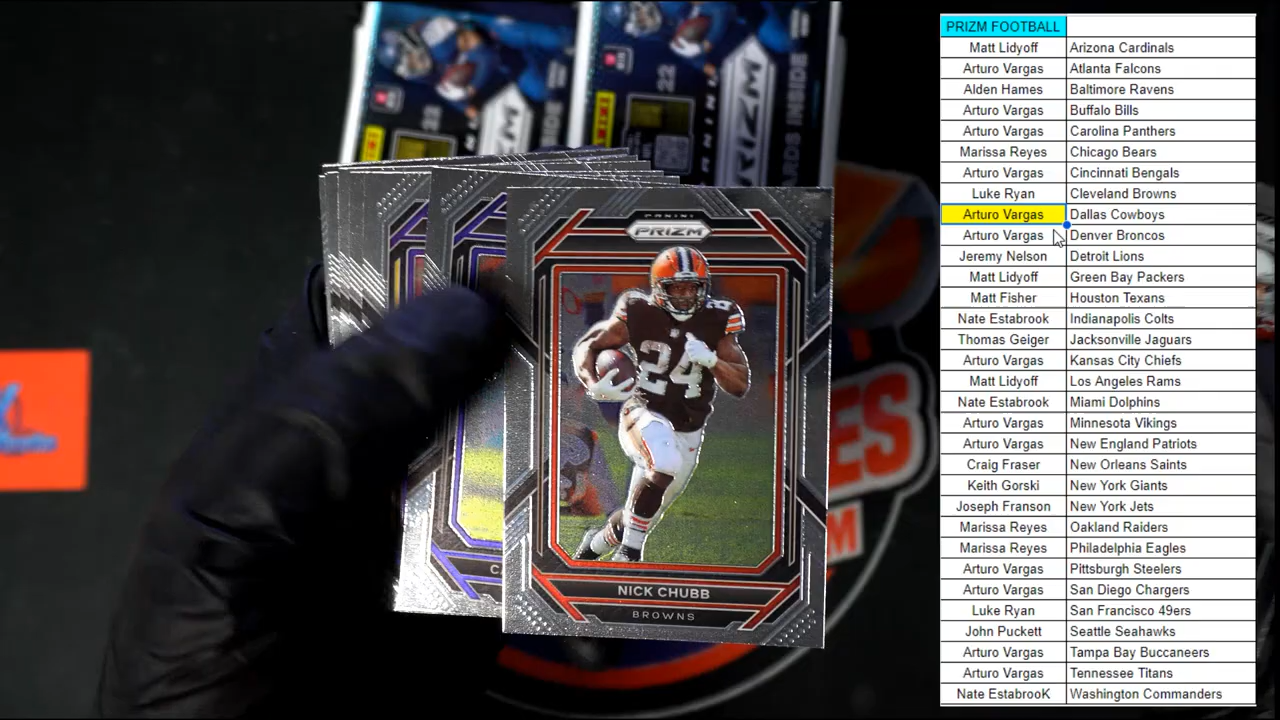 PRIZM FOOTBALL
Matt Lidyoff Arizona Cardinals
Arturo Vargas Atlanta Falcons
Alden Hames Baltimore Ravens
Arturo Vargas Buffalo Bills
Arturo Vargas Carolina Panthers
Marissa Reyes Chicago Bears
Arturo Vargas Cincinnati Bengals
Luke Ryan Cleveland Browns
Arturo Vargas Dallas Cowboys
Arturo Vargas Denver Broncos
Jeremy Nelson Detroit Lions
Matt Lidyoff Green Bay Packers
Matt Fisher Houston Texans
Nate Estabrook Indianapolis Colts
Thomas Geiger Jacksonville Jaguars
Arturo Vargas Kansas City Chiefs
Matt Lidyoff Los Angeles Rams
Nate Estabrook Miami Dolphins
Arturo Vargas Minnesota Vikings
Arturo Vargas New England Patriots
Craig Fraser New Orleans Saints
Keith Gorski New York Giants
Joseph Franson New York Jets
Marissa Reyes Oakland Raiders
Marissa Reyes Philadelphia Eagles
Arturo Vargas Pittsburgh Steelers
Arturo Vargas San Diego Chargers
Luke Ryan San Francisco 49ers
John Puckett Seattle Seahawks
Arturo Vargas Tampa Bay Buccaneers
Arturo Vargas Tennessee Titans
Nate EstabrooK Washington Commanders
22
PRIZM
PANINI
PANINI
PRIZM
24
NICK CHUBB
BROWNS